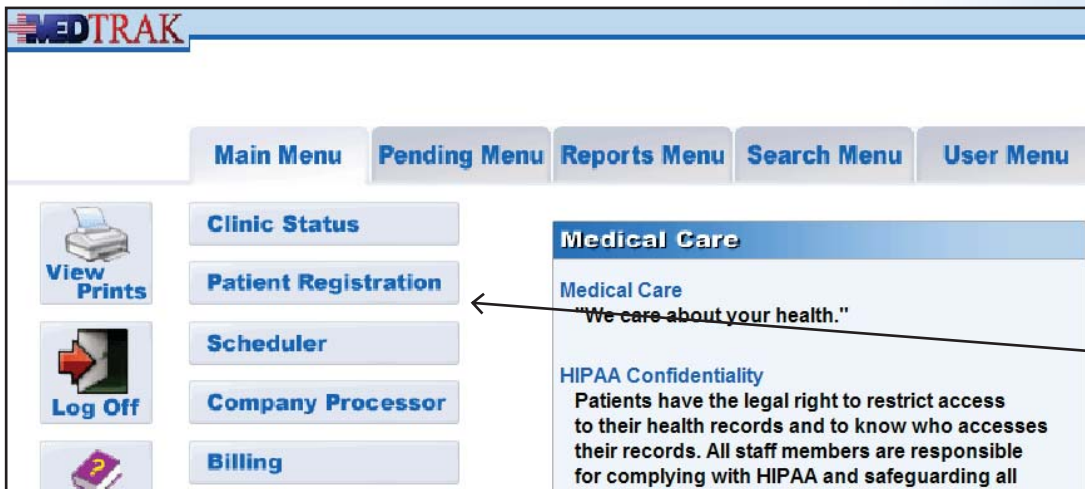 MEDTRAK
Main Menu
Pending Menu
Reports Menu
Search Menu
User Menu
View
Prints
Log Off
Clinic Status
Patient Registration
Scheduler
Company Processor
Billing
Medical Care
Medical Care
"We care about your health."
HIPAA Confidentiality
Patients have the legal right to restrict access
to their health records and to know who accesses
their records. All staff members are responsible
for complying with HIPAA and safeguarding all